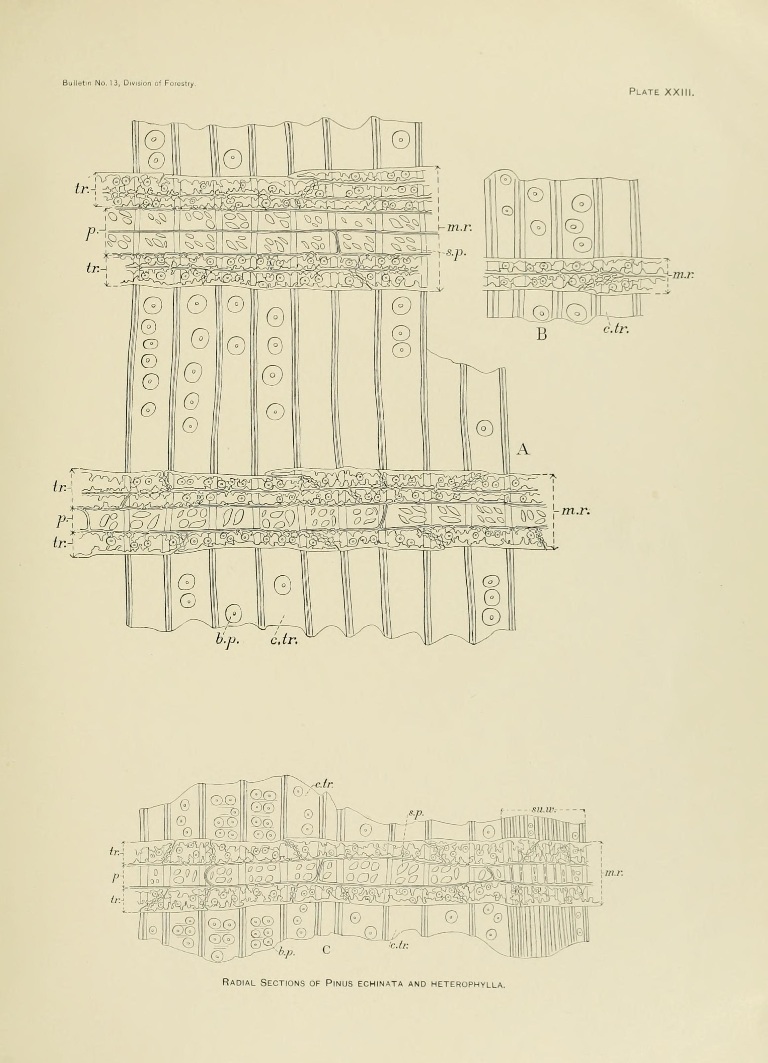 Bulletin No. 13, Division of Forestry.
PLATE XXIII.
tr.
p.
tr.
m.r.
s.p.
m.r.
B
c.tr.
A
tr.
p.
tr.
m.r.
b.p.
c.tr.
c.tr.
s.p.
su.w.
tr.
p.
tr.
m.r.
b.p.
C
c.tr.
RADIAL SECTIONS OF PINUS ECHINATA AND HETEROPHYLLA.